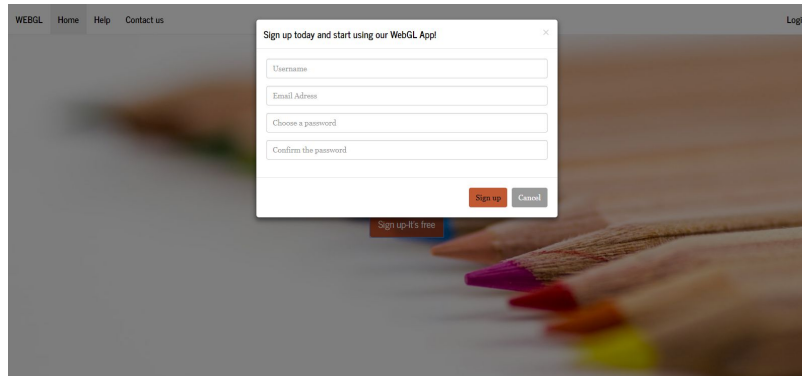 WEBGL Home Help Contact us
Sign up today and start using our WebGL App! ×
Username
Email Adress
Choose a password
Confirm the password
Sign up Cancel
Sign up-It's free